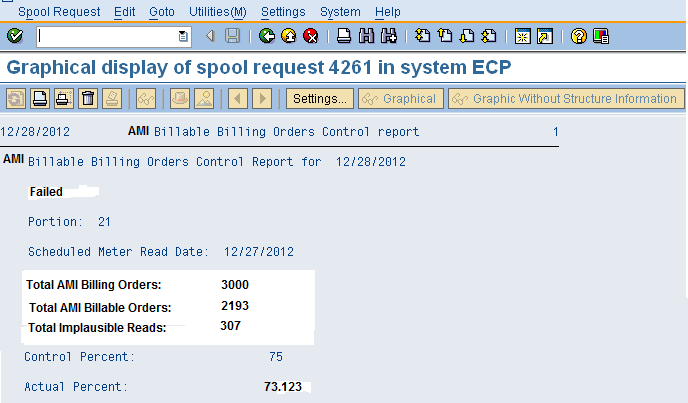 Spool Request Edit Goto Utilities(M) Settings System Help
Graphical display of spool request 4261 in system ECP
Settings... Graphical Graphic Without Structure Information
12/28/2012 AMI Billable Billing Orders Control report 1
AMI Billable Billing Orders Control Report for 12/28/2012
Failed
Portion: 21
Scheduled Meter Read Date: 12/27/2012
Total AMI Billing Orders: 3000
Total AMI Billable Orders: 2193
Total Implausible Reads: 307
Control Percent: 75
Actual Percent: 73.123